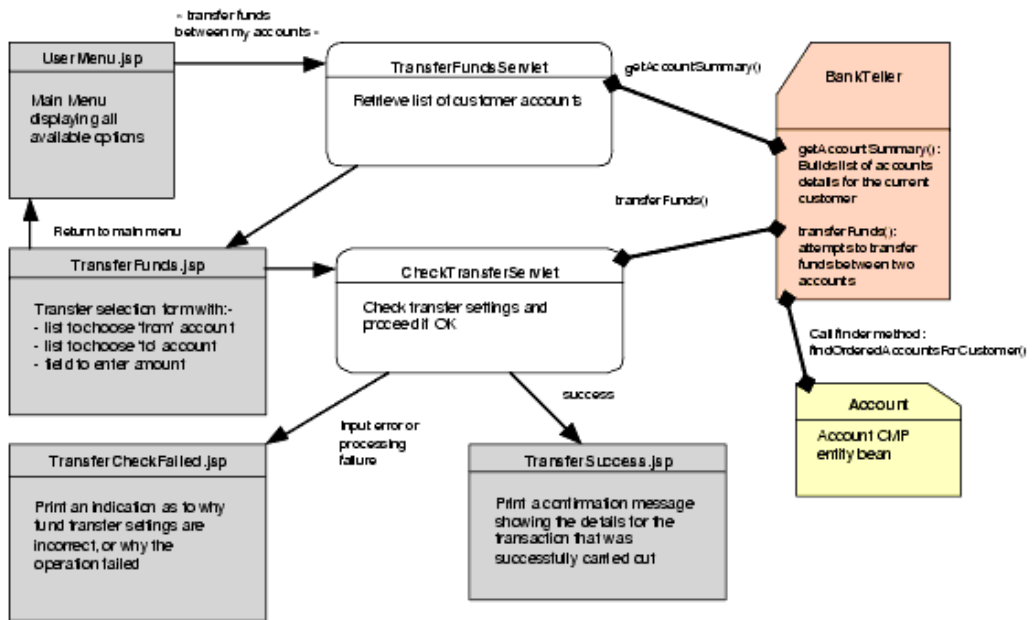 - transfer funds
between my accounts -
UserMenu.jsp
Main Menu
displaying all
available options
TransferFundsServlet
Retrieve list of customer accounts
getAccountSummary()
BankTeller
getAccountSummary():
Builds list of accounts
details for the current
customer
transferFunds():
attempts to transfer
funds between two
accounts
transferFunds()
Return to main menu
TransferFunds.jsp
Transfer selection form with:-
- list to choose 'from' account
- list to choose 'to' account
- field to enter amount
CheckTransferServlet
Check transfer settings and
proceed if OK
Call finder method:
findOrderedAccountsForCustomer()
Account
Account CMP
entity bean
Input error or
processing
failure
success
TransferCheckFailed.jsp
Print an indication as to why
fund transfer settings are
incorrect, or why the
operation failed
TransferSuccess.jsp
Print a confirmation message
showing the details for the
transaction that was
successfully carried out